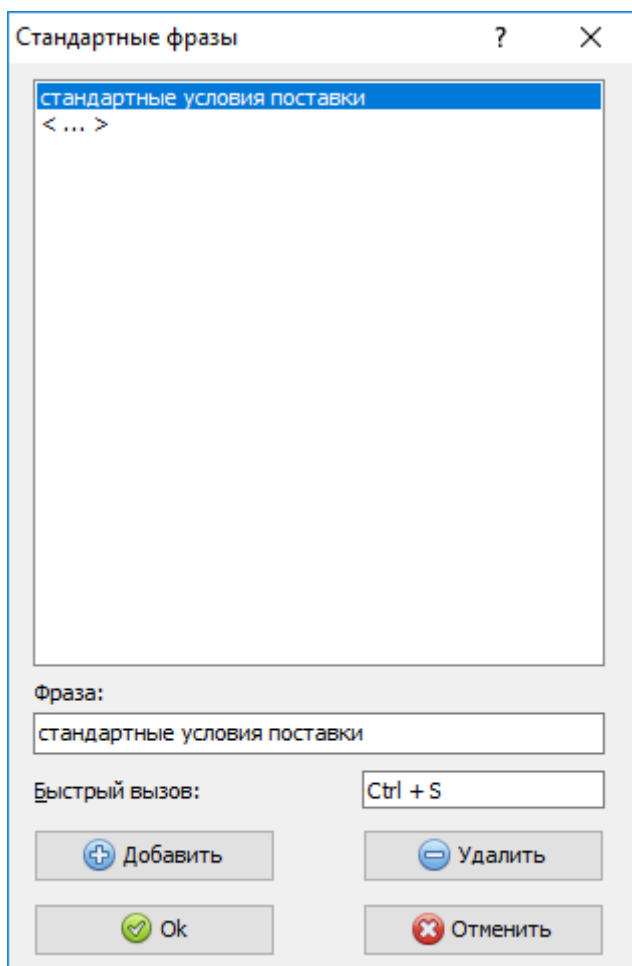 Стандартные фразы ?
стандартные условия поставки
< ... >
Фраза:
стандартные условия поставки
Быстрый вызов: Ctrl + S
Добавить Удалить
Ok Отменить